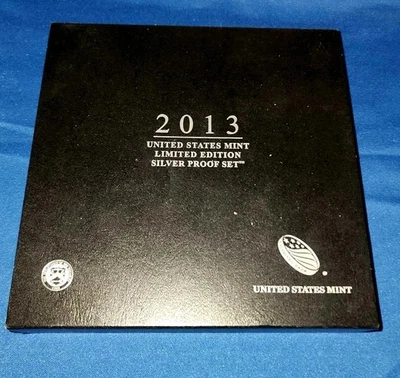 2013
UNITED STATES MINT
LIMITED EDITION
SILVER PROOF SET™
UNITED STATES MINT